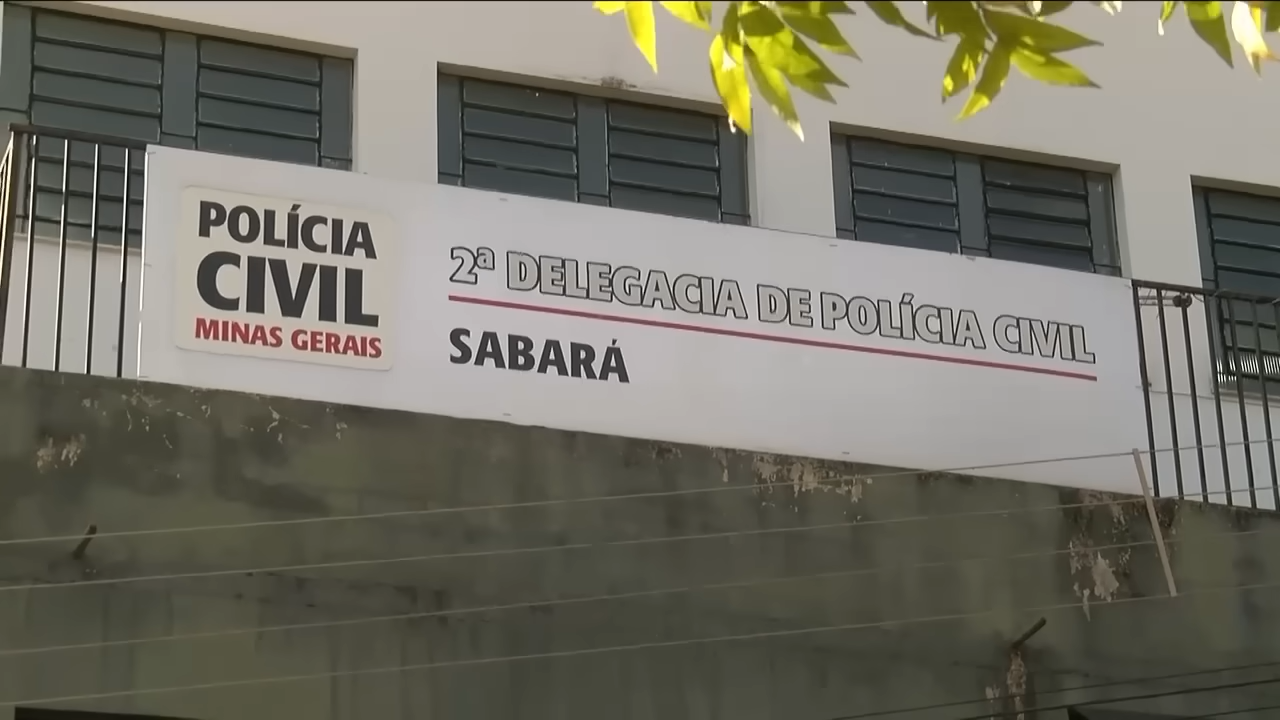 POLÍCIA
CIVIL
MINAS GERAIS
2ª DELEGACIA DE POLÍCIA CIVIL
SABARÁ